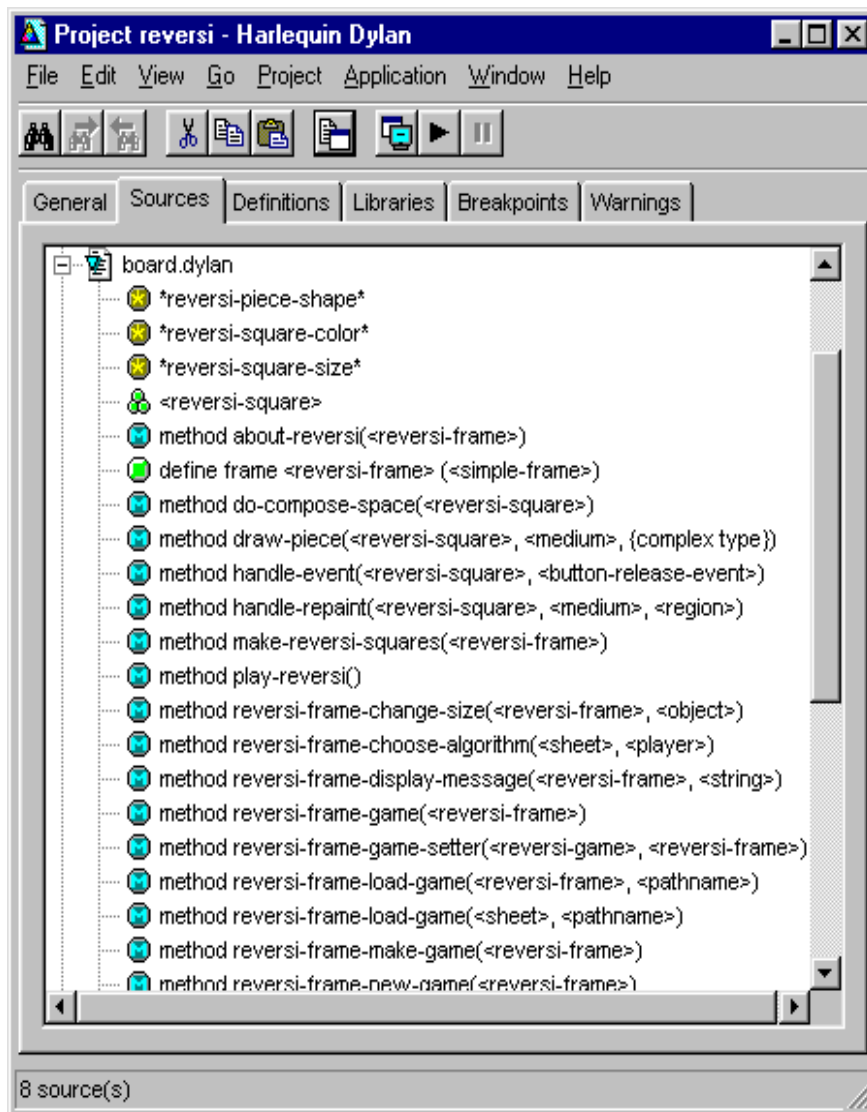 Project reversi - Harlequin Dylan
File Edit View Go Project Application Window Help
General Sources Definitions Libraries Breakpoints Warnings
board.dylan
*reversi-piece-shape*
*reversi-square-color*
*reversi-square-size*
<reversi-square>
method about-reversi(<reversi-frame>)
define frame <reversi-frame> (<simple-frame>)
method do-compose-space(<reversi-square>)
method draw-piece(<reversi-square>, <medium>, {complex type})
method handle-event(<reversi-square>, <button-release-event>)
method handle-repaint(<reversi-square>, <medium>, <region>)
method make-reversi-squares(<reversi-frame>)
method play-reversi()
method reversi-frame-change-size(<reversi-frame>, <object>)
method reversi-frame-choose-algorithm(<sheet>, <player>)
method reversi-frame-display-message(<reversi-frame>, <string>)
method reversi-frame-game(<reversi-frame>)
method reversi-frame-game-setter(<reversi-game>, <reversi-frame>)
method reversi-frame-load-game(<reversi-frame>, <pathname>)
method reversi-frame-load-game(<sheet>, <pathname>)
method reversi-frame-make-game(<reversi-frame>)
method reversi-frame-new-game(<reversi-frame>)
8 source(s)